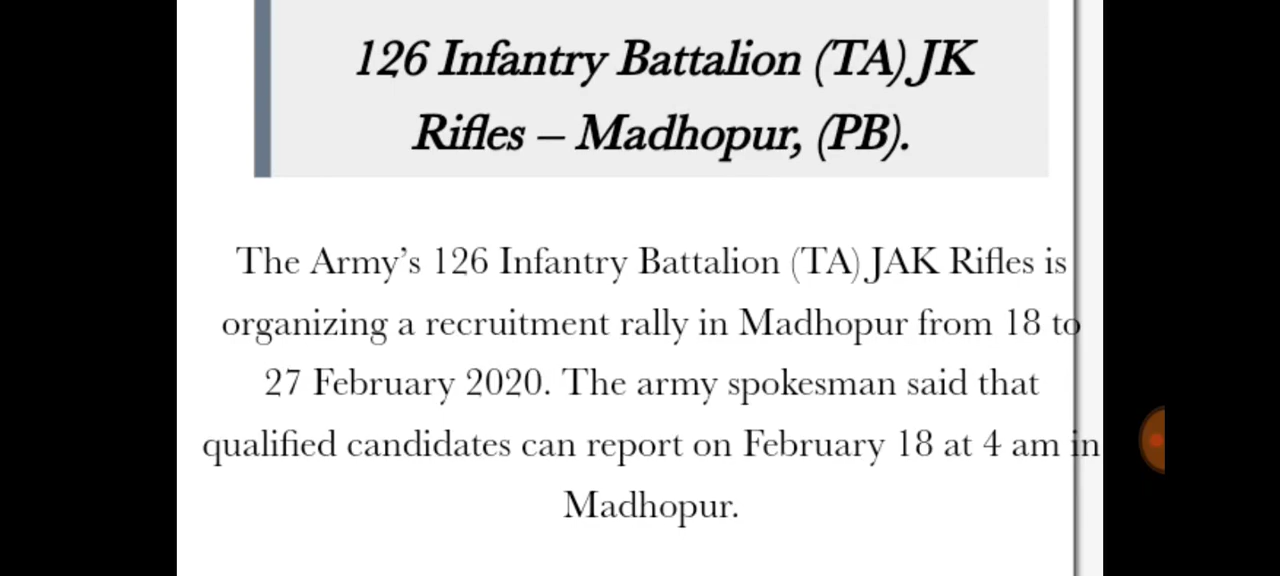 126 Infantry Battalion (TA) JK
Rifles – Madhopur, (PB).
The Army’s 126 Infantry Battalion (TA) JAK Rifles is
organizing a recruitment rally in Madhopur from 18 to
27 February 2020. The army spokesman said that
qualified candidates can report on February 18 at 4 am in
Madhopur.